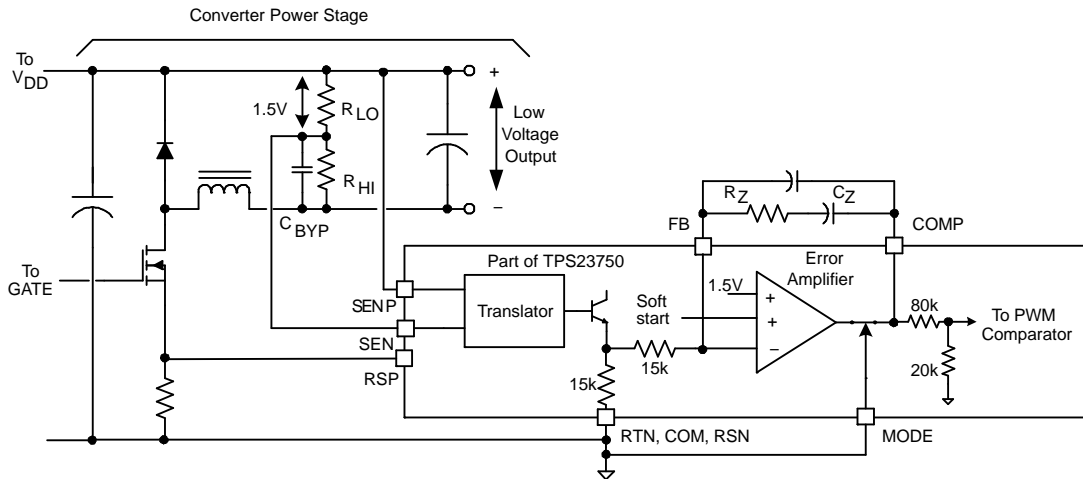 Converter Power Stage
To
VDD
1.5V
RLO
RHI
CBYP
+
Low
Voltage
Output
−
To
GATE
RZ
CZ
FB
COMP
Part of TPS23750
Error
Amplifier
SENP
Translator
Soft
start
1.5V
+
+
−
80k
To PWM
Comparator
SEN
RSP
15k
15k
20k
RTN, COM, RSN
MODE